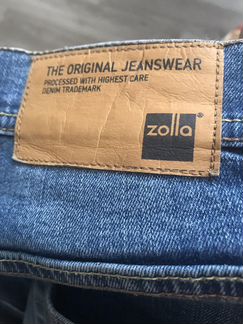 THE ORIGINAL JEANSWEAR
PROCESSED WITH HIGHEST CARE
DENIM TRADEMARK
zolla®